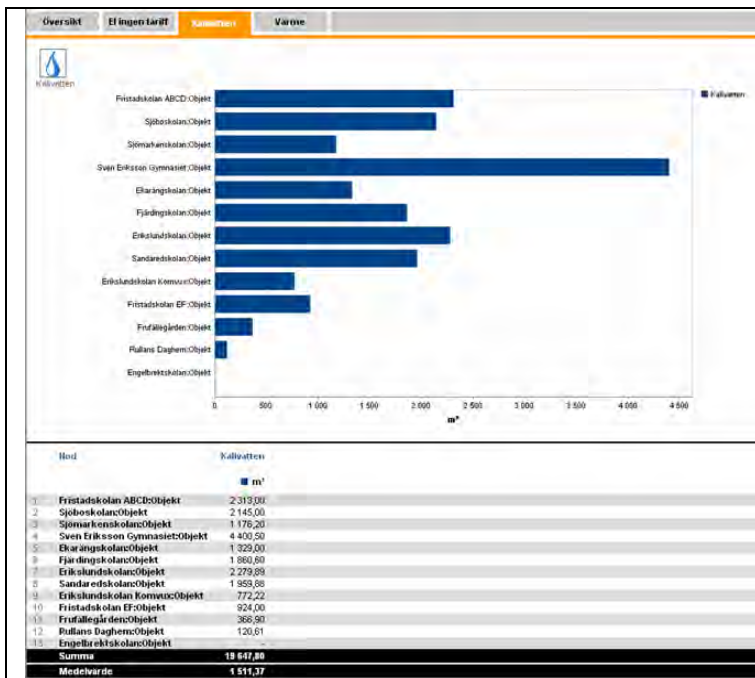 Översikt El ingen tariff Kallvatten Värme
Kallvatten
Kallvatten
Fristadskolan ABCD:Objekt
Sjöboskolan:Objekt
Sjömarkenskolan:Objekt
Sven Eriksson Gymnasiet:Objekt
Ekarängskolan:Objekt
Fjärdingskolan:Objekt
Erikslundskolan:Objekt
Sandaredskolan:Objekt
Erikslundskolan Komvux:Objekt
Fristadskolan EF:Objekt
Frufällegården:Objekt
Rullans Daghem:Objekt
Engelbrektskolan:Objekt
0 500 1 000 1 500 2 000 2 500 3 000 3 500 4 000 4 500
m³
Nod Kallvatten
m³
1 Fristadskolan ABCD:Objekt 2 313,00
2 Sjöboskolan:Objekt 2 145,00
3 Sjömarkenskolan:Objekt 1 176,20
4 Sven Eriksson Gymnasiet:Objekt 4 400,50
5 Ekarängskolan:Objekt 1 329,00
6 Fjärdingskolan:Objekt 1 860,60
7 Erikslundskolan:Objekt 2 279,89
8 Sandaredskolan:Objekt 1 959,88
9 Erikslundskolan Komvux:Objekt 772,22
10 Fristadskolan EF:Objekt 924,00
11 Frufällegården:Objekt 366,90
12 Rullans Daghem:Objekt 120,61
13 Engelbrektskolan:Objekt -
Summa 19 647,80
Medelvärde 1 511,37